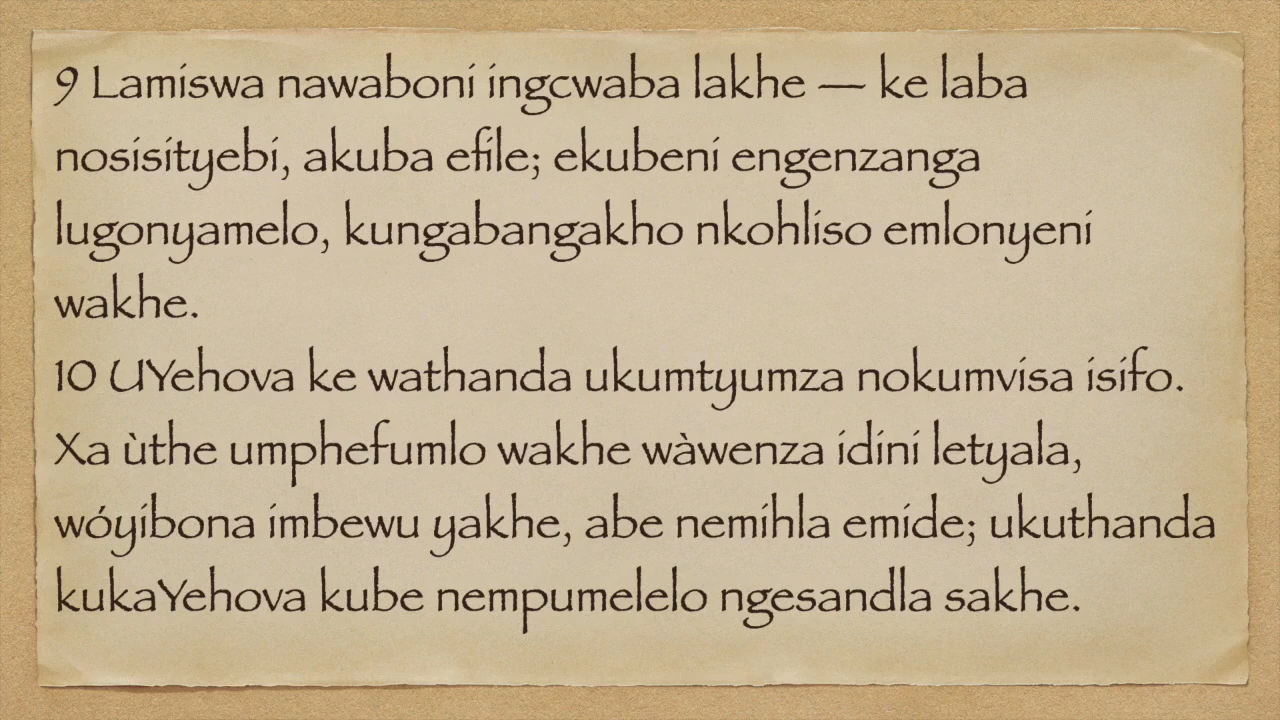 9 Lamiswa nawaboni ingcwaba lakhe — ke laba
nosisityebi, akuba efile; ekubeni engenzanga
lugonyamelo, kungabangakho nkohliso emlonyeni
wakhe.
10 UYehova ke wathanda ukumtyumza nokumvisa isifo.
Xa ùthe umphefumlo wakhe wàwenza idini letyala,
wóyibona imbewu yakhe, abe nemihla emide; ukuthanda
kukaYehova kube nempumelelo ngesandla sakhe.